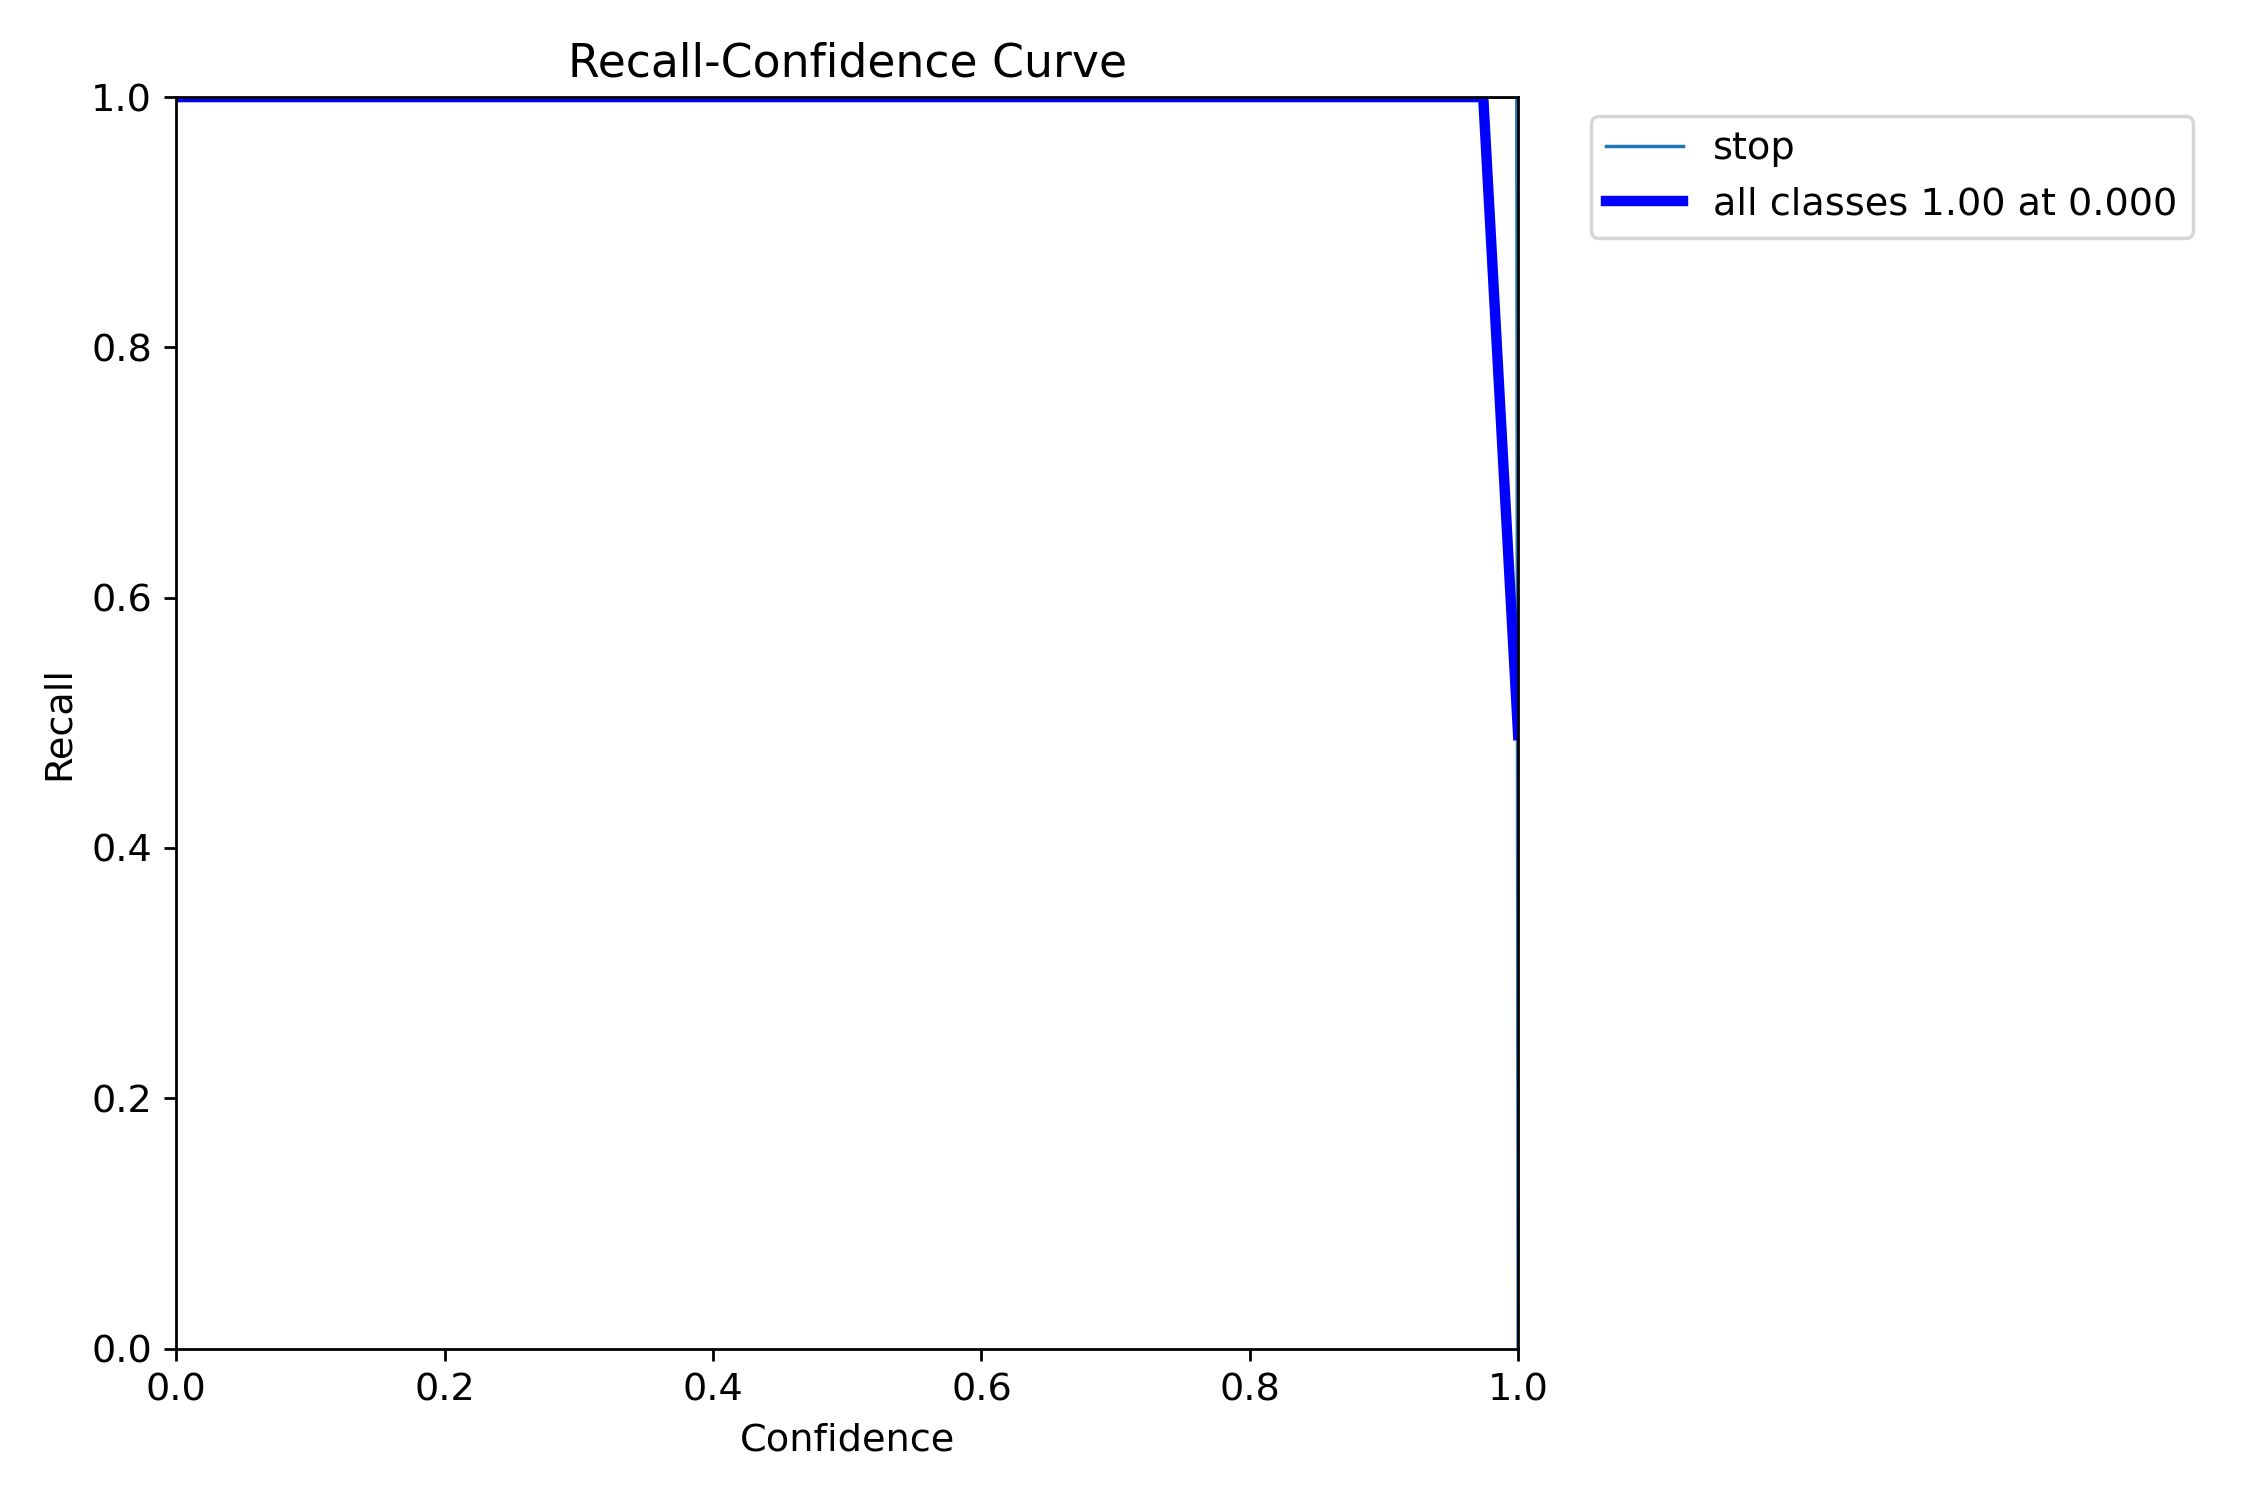 Recall-Confidence Curve
1.0
0.8
0.6
0.4
0.2
0.0
Recall
0.0 0.2 0.4 0.6 0.8 1.0
Confidence
stop
all classes 1.00 at 0.000